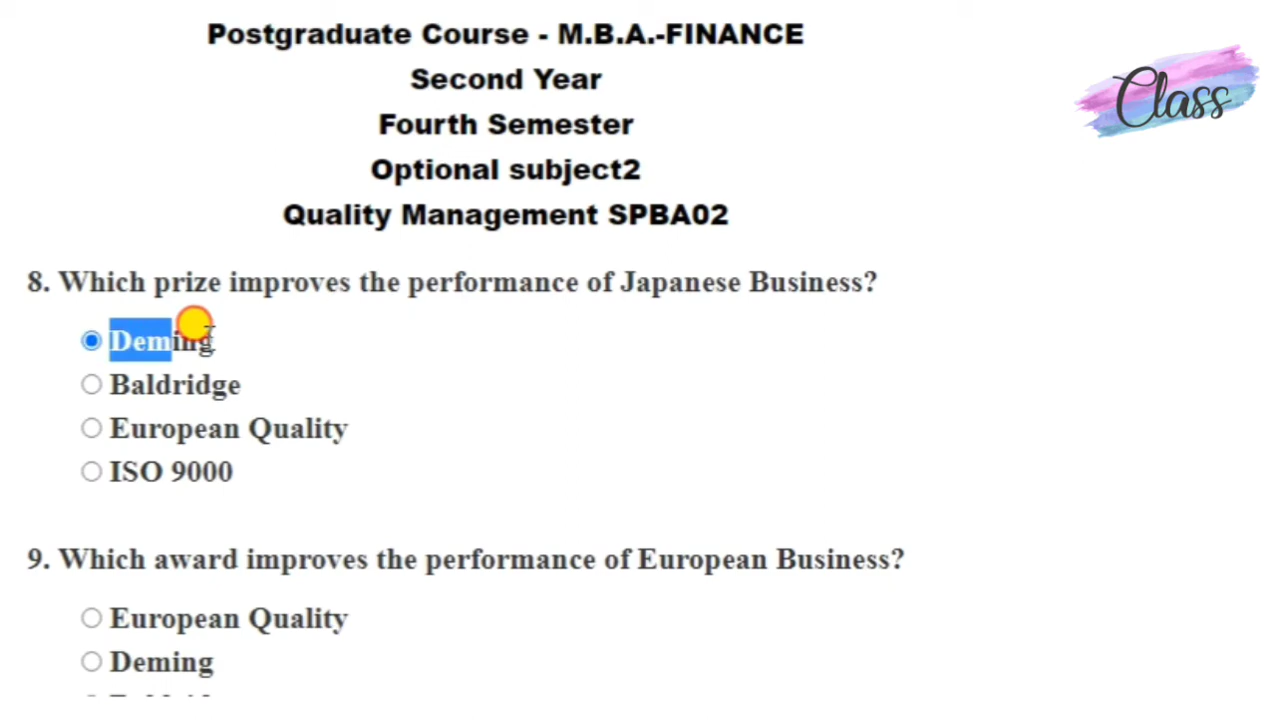 Postgraduate Course - M.B.A.-FINANCE
Class
Second Year
Fourth Semester
Optional subject2
Quality Management SPBA02
8. Which prize improves the performance of Japanese Business?
Deming
Baldridge
European Quality
ISO 9000
9. Which award improves the performance of European Business?
European Quality
Deming